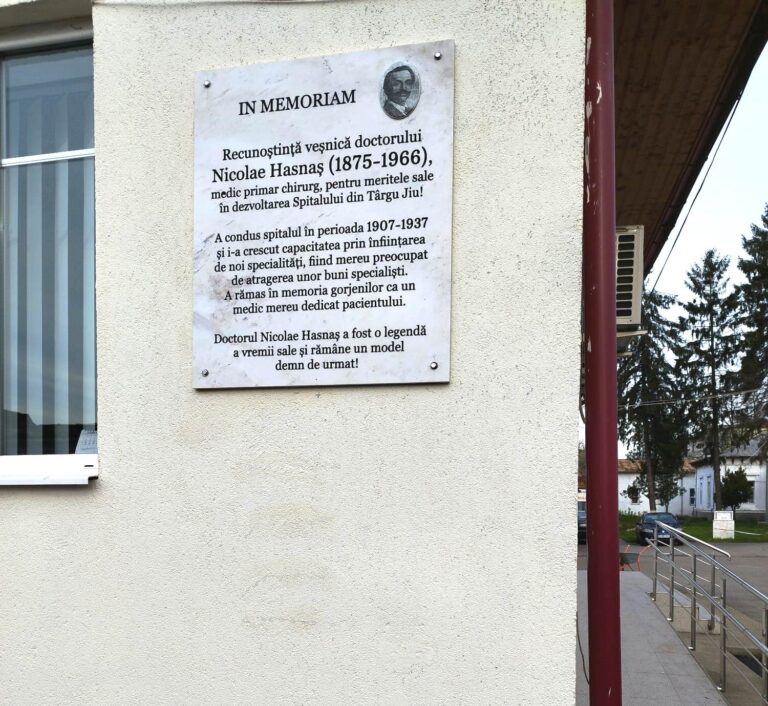 IN MEMORIAM
Recunoștință veșnică doctorului
Nicolae Hasnaș (1875-1966),
medic primar chirurg, pentru meritele sale
în dezvoltarea Spitalului din Târgu Jiu!
A condus spitalul în perioada 1907-1937
și i-a crescut capacitatea prin înființarea
de noi specialități, fiind mereu preocupat
de atragerea unor buni specialiști.
A rămas în memoria gorjenilor ca un
medic mereu dedicat pacientului.
Doctorul Nicolae Hasnaș a fost o legendă
a vremii sale și rămâne un model
demn de urmat!